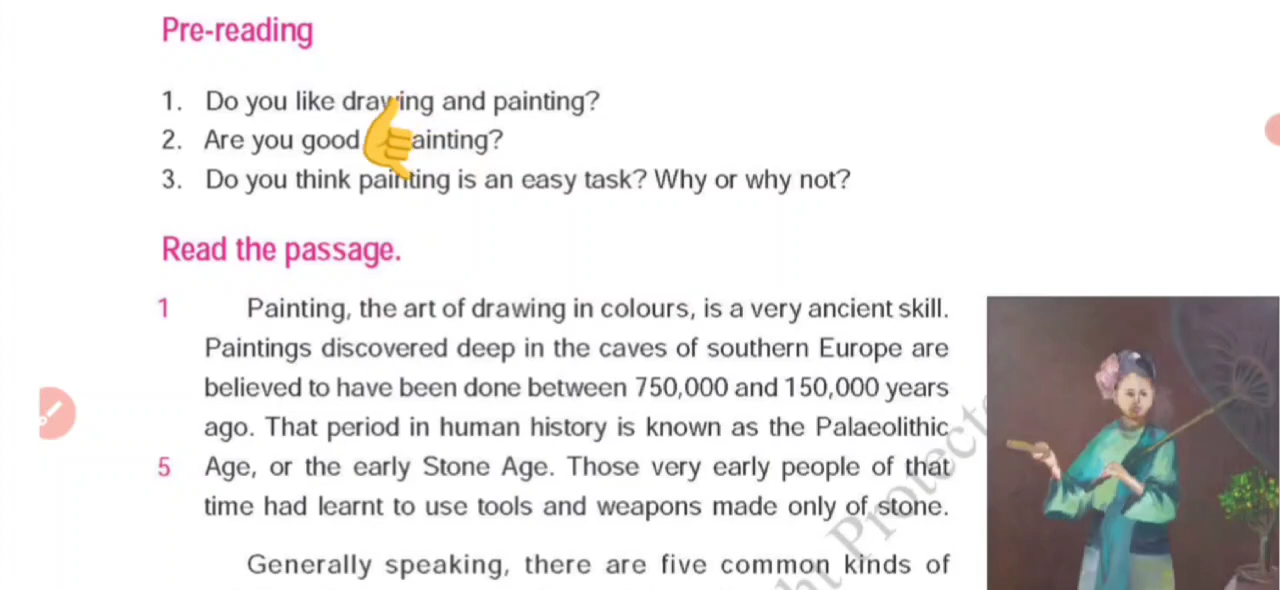 Pre-reading
1. Do you like drawing and painting?
2. Are you good ainting?
3. Do you think painting is an easy task? Why or why not?
Read the passage.
1 Painting, the art of drawing in colours, is a very ancient skill.
Paintings discovered deep in the caves of southern Europe are
believed to have been done between 750,000 and 150,000 years
ago. That period in human history is known as the Palaeolithic
5 Age, or the early Stone Age. Those very early people of that
time had learnt to use tools and weapons made only of stone.
Generally speaking, there are five common kinds of
ht Protect